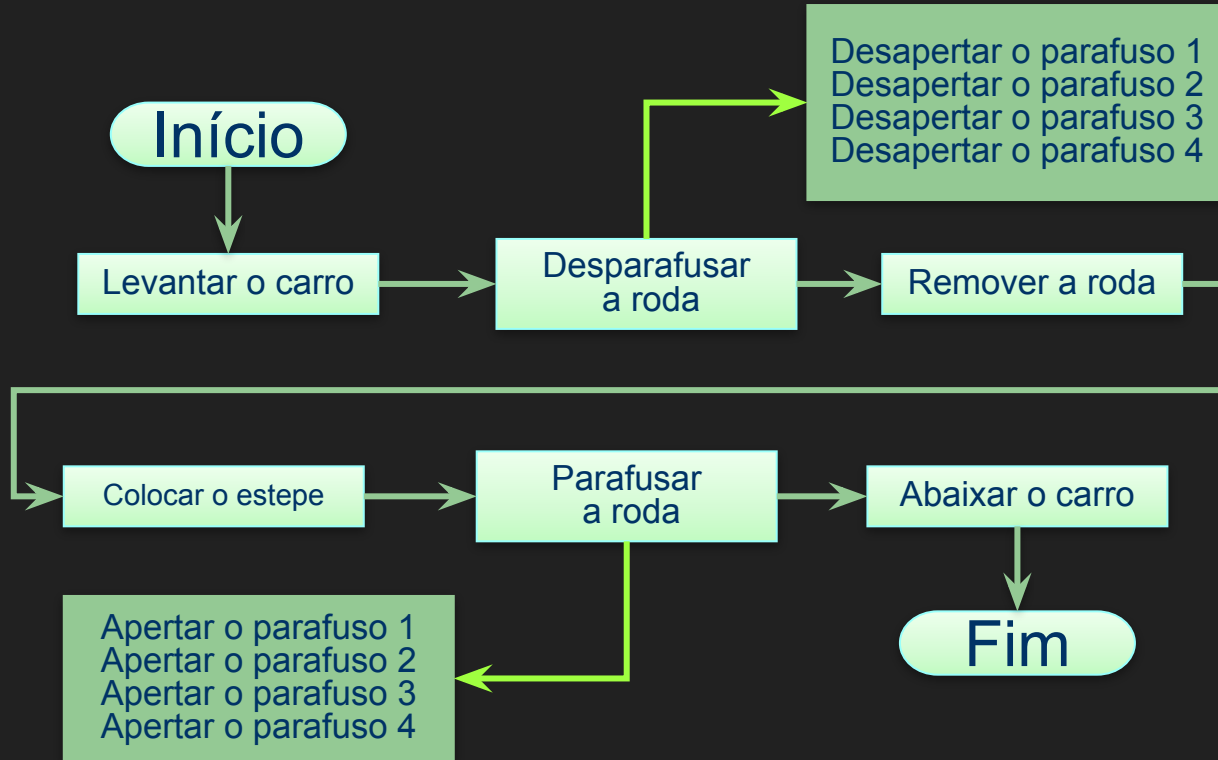 Início
Levantar o carro
Desparafusar
a roda
Desapertar o parafuso 1
Desapertar o parafuso 2
Desapertar o parafuso 3
Desapertar o parafuso 4
Remover a roda
Colocar o estepe
Parafusar
a roda
Apertar o parafuso 1
Apertar o parafuso 2
Apertar o parafuso 3
Apertar o parafuso 4
Abaixar o carro
Fim